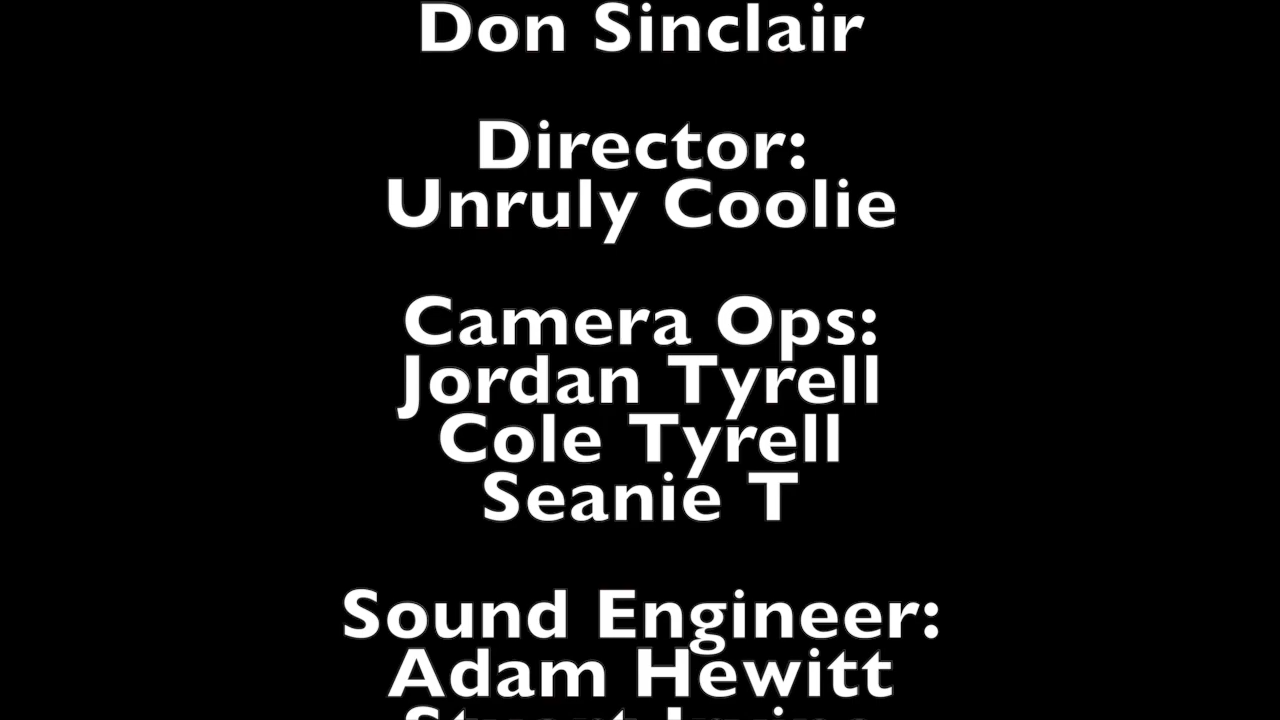 Don Sinclair
Director:
Unruly Coolie
Camera Ops:
Jordan Tyrell
Cole Tyrell
Seanie T
Sound Engineer:
Adam Hewitt